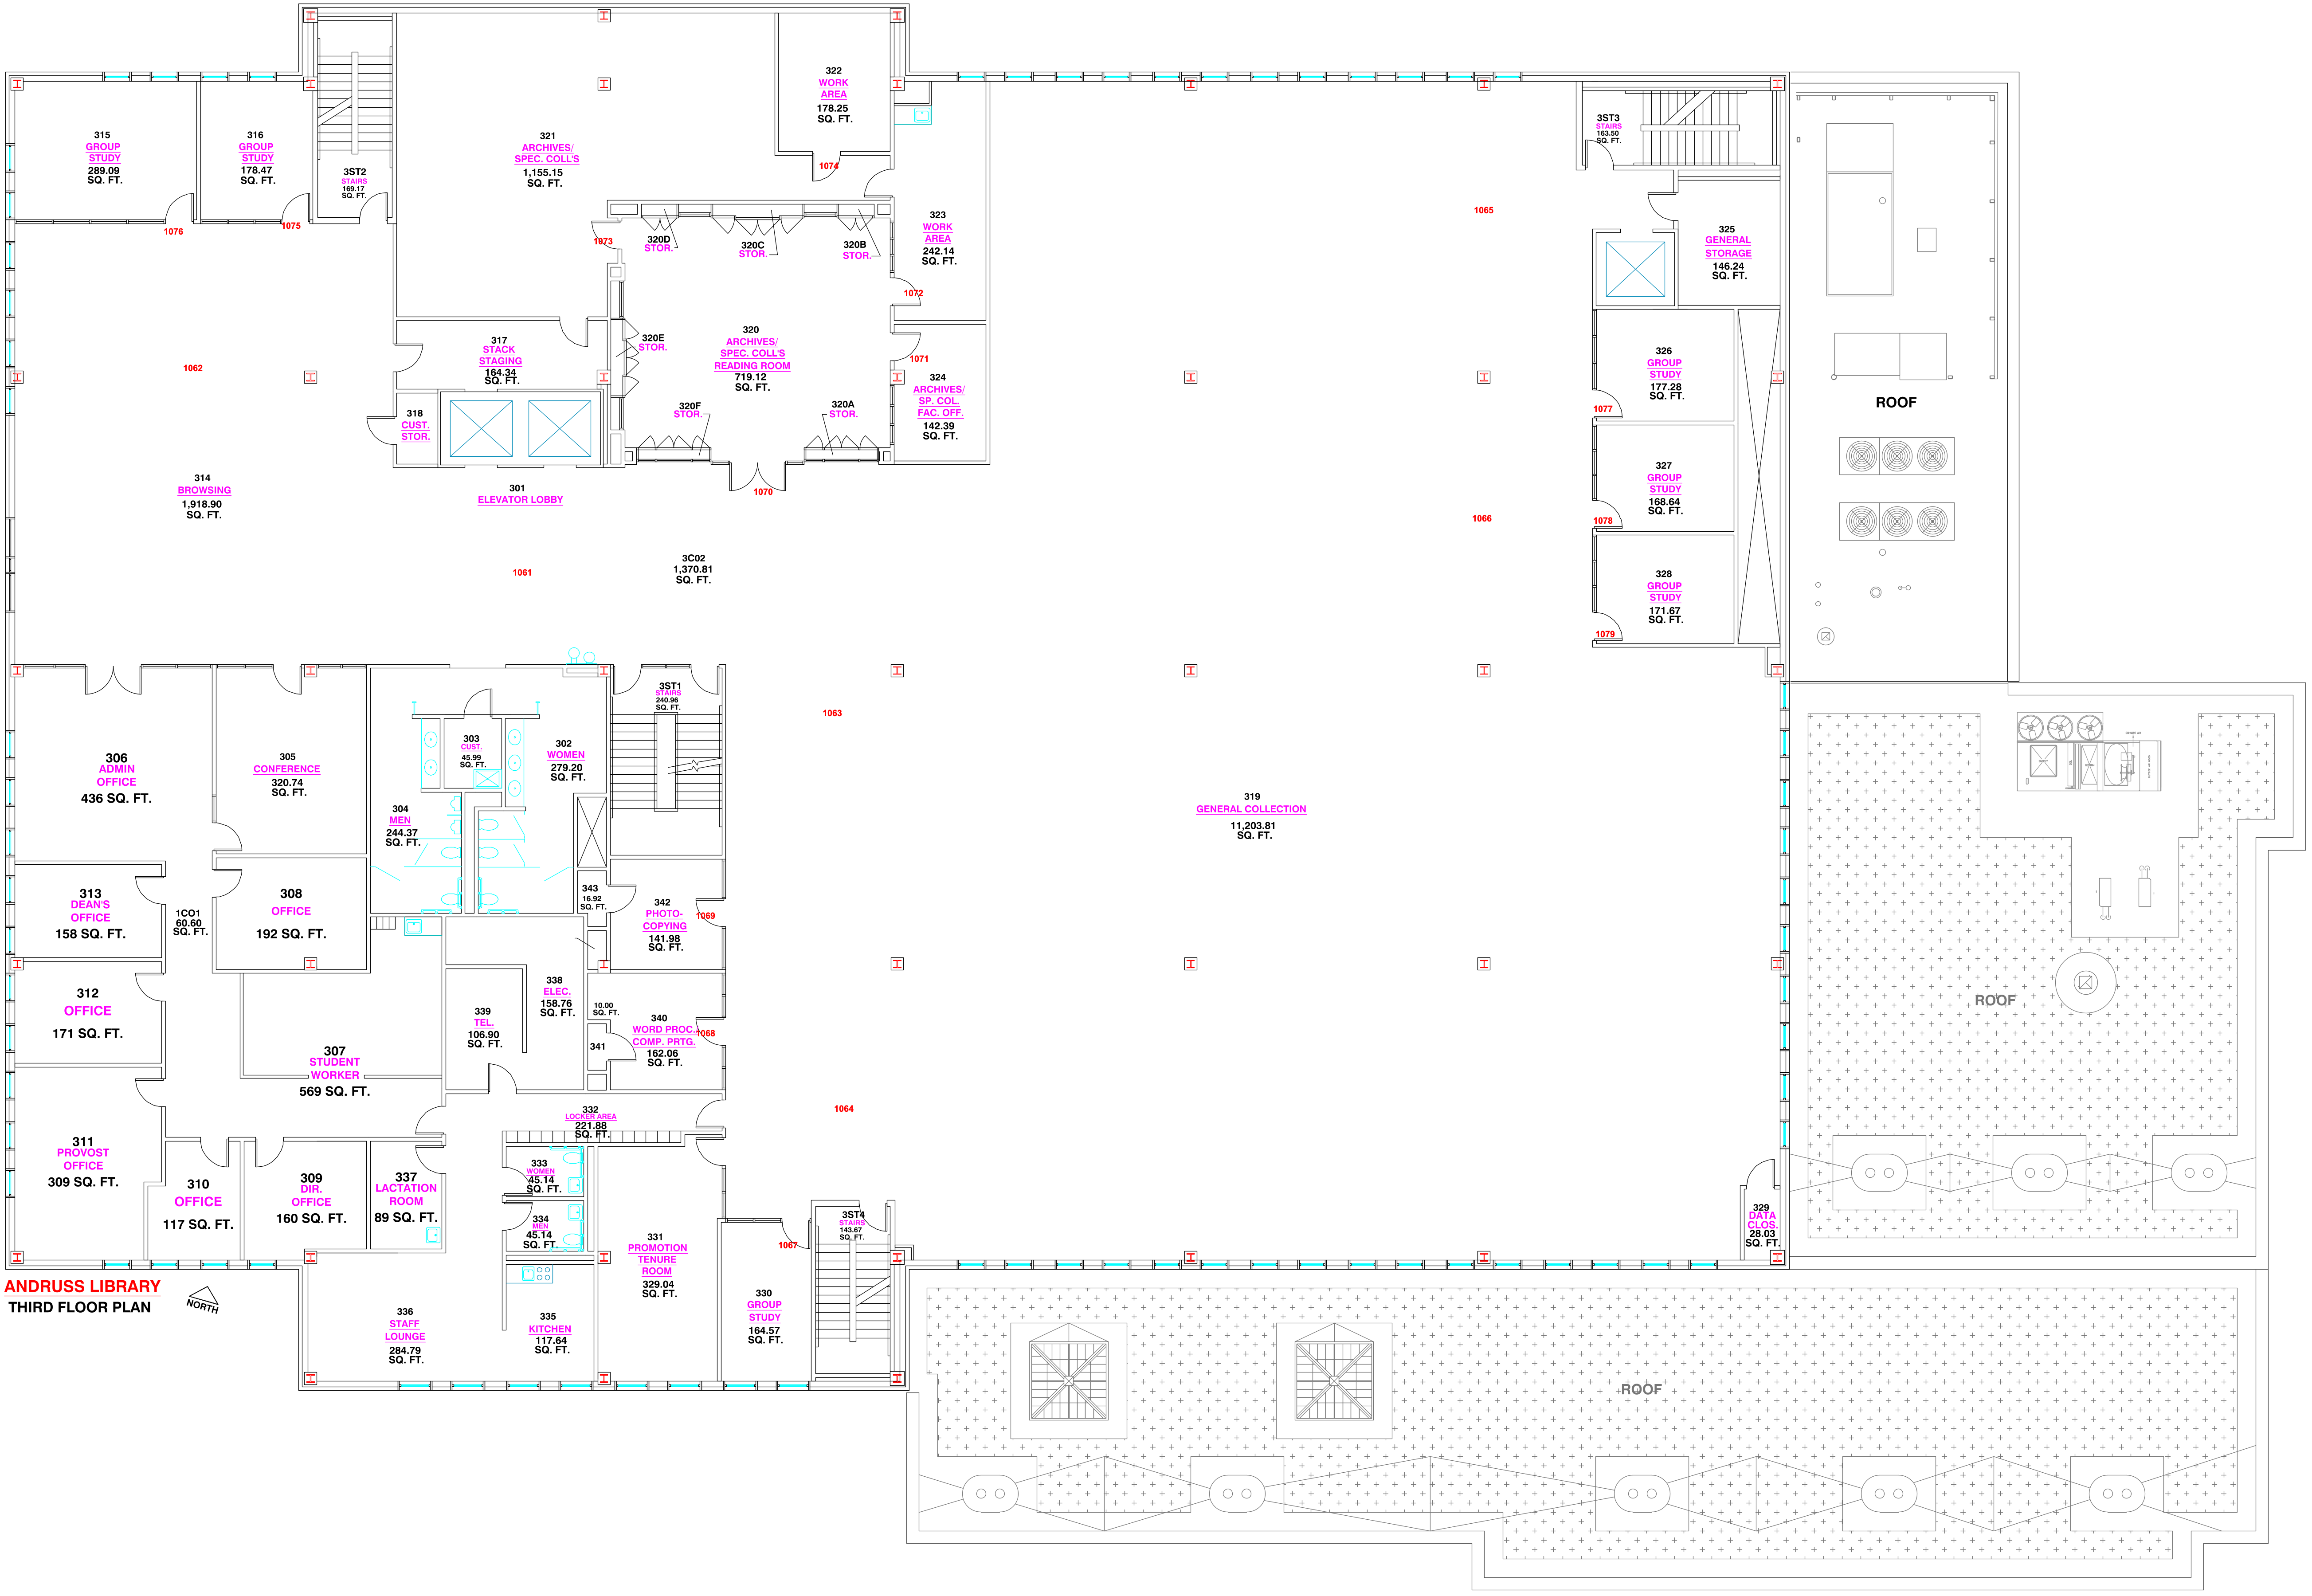 322
WORK
AREA
178.25
SQ. FT.
315
GROUP
STUDY
289.09
SQ. FT.
316
GROUP
STUDY
178.47
SQ. FT.
321
ARCHIVES/
SPEC. COLL'S
1,155.15
SQ. FT.
3ST2
STAIRS
169.17
SQ. FT.
1074
3ST3
STAIRS
163.50
SQ. FT.
1076
1075
1073
320D
STOR.
320C
STOR.
320B
STOR.
323
WORK
AREA
242.14
SQ. FT.
1065
325
GENERAL
STORAGE
146.24
SQ. FT.
1072
317
STACK
STAGING
164.34
SQ. FT.
320E
STOR.
320
ARCHIVES/
SPEC. COLL'S
READING ROOM
719.12
SQ. FT.
1071
1062
324
ARCHIVES/
SP. COL.
FAC. OFF.
142.39
SQ. FT.
326
GROUP
STUDY
177.28
SQ. FT.
1077
ROOF
318
CUST.
STOR.
320F
STOR.
320A
STOR.
314
BROWSING
1,918.90
SQ. FT.
301
ELEVATOR LOBBY
1070
327
GROUP
STUDY
168.64
SQ. FT.
1066
1078
1061
3C02
1,370.81
SQ. FT.
328
GROUP
STUDY
171.67
SQ. FT.
1079
3ST1
STAIRS
240.96
SQ. FT.
1063
306
ADMIN
OFFICE
436 SQ. FT.
305
CONFERENCE
320.74
SQ. FT.
303
CUST.
45.99
SQ. FT.
302
WOMEN
279.20
SQ. FT.
304
MEN
244.37
SQ. FT.
319
GENERAL COLLECTION
11,203.81
SQ. FT.
313
DEAN'S
OFFICE
158 SQ. FT.
1CO1
60.60
SQ. FT.
308
OFFICE
192 SQ. FT.
343
16.92
SQ. FT.
342
PHOTO-
COPYING
141.98
SQ. FT.
1069
312
OFFICE
171 SQ. FT.
338
ELEC.
158.76
SQ. FT.
339
TEL.
106.90
SQ. FT.
10.00
SQ. FT.
340
WORD PROC.
COMP. PRTG.
162.06
SQ. FT.
1068
341
ROOF
307
STUDENT
WORKER
569 SQ. FT.
332
LOCKER AREA
221.88
SQ. FT.
1064
311
PROVOST
OFFICE
309 SQ. FT.
310
OFFICE
117 SQ. FT.
309
DIR.
OFFICE
160 SQ. FT.
337
LACTATION
ROOM
89 SQ. FT.
333
WOMEN
45.14
SQ. FT.
334
MEN
45.14
SQ. FT.
331
PROMOTION
TENURE
ROOM
329.04
SQ. FT.
1067
3ST4
STAIRS
143.67
SQ. FT.
329
DATA
CLOS.
28.03
SQ. FT.
ANDRUSS LIBRARY
THIRD FLOOR PLAN
NORTH
336
STAFF
LOUNGE
284.79
SQ. FT.
335
KITCHEN
117.64
SQ. FT.
330
GROUP
STUDY
164.57
SQ. FT.
ROOF